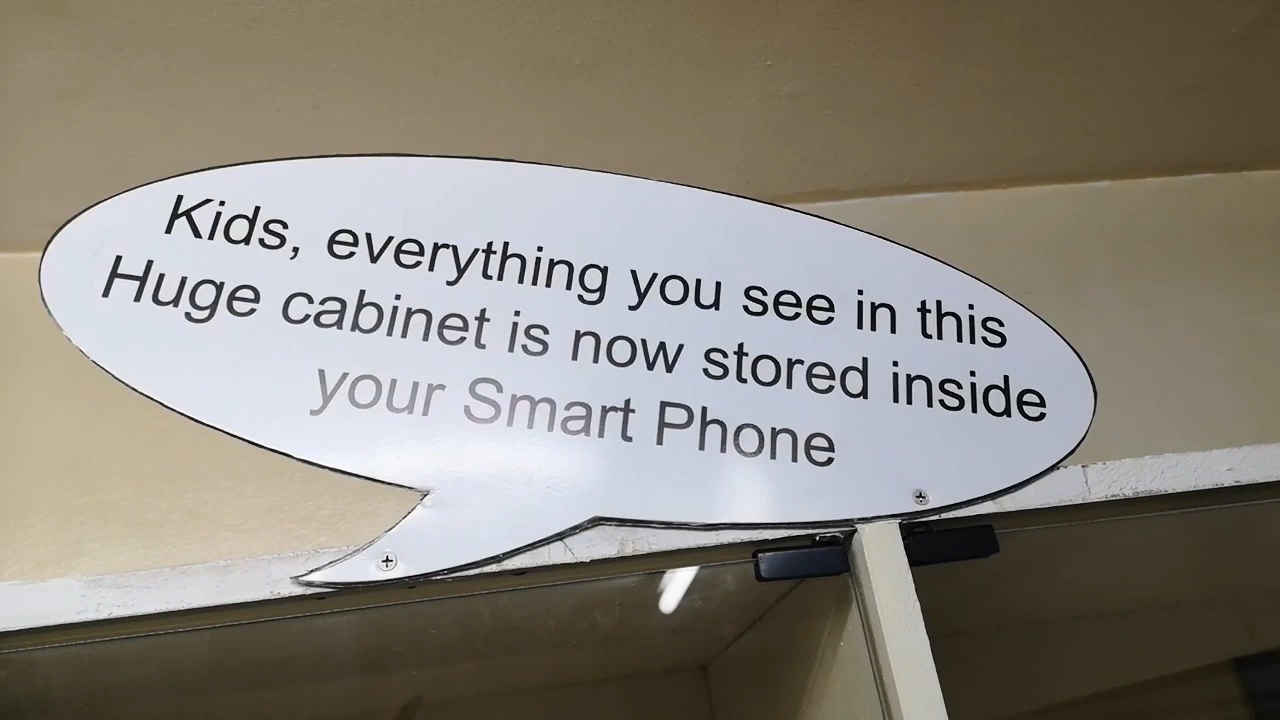 Kids, everything you see in this
Huge cabinet is now stored inside
your Smart Phone